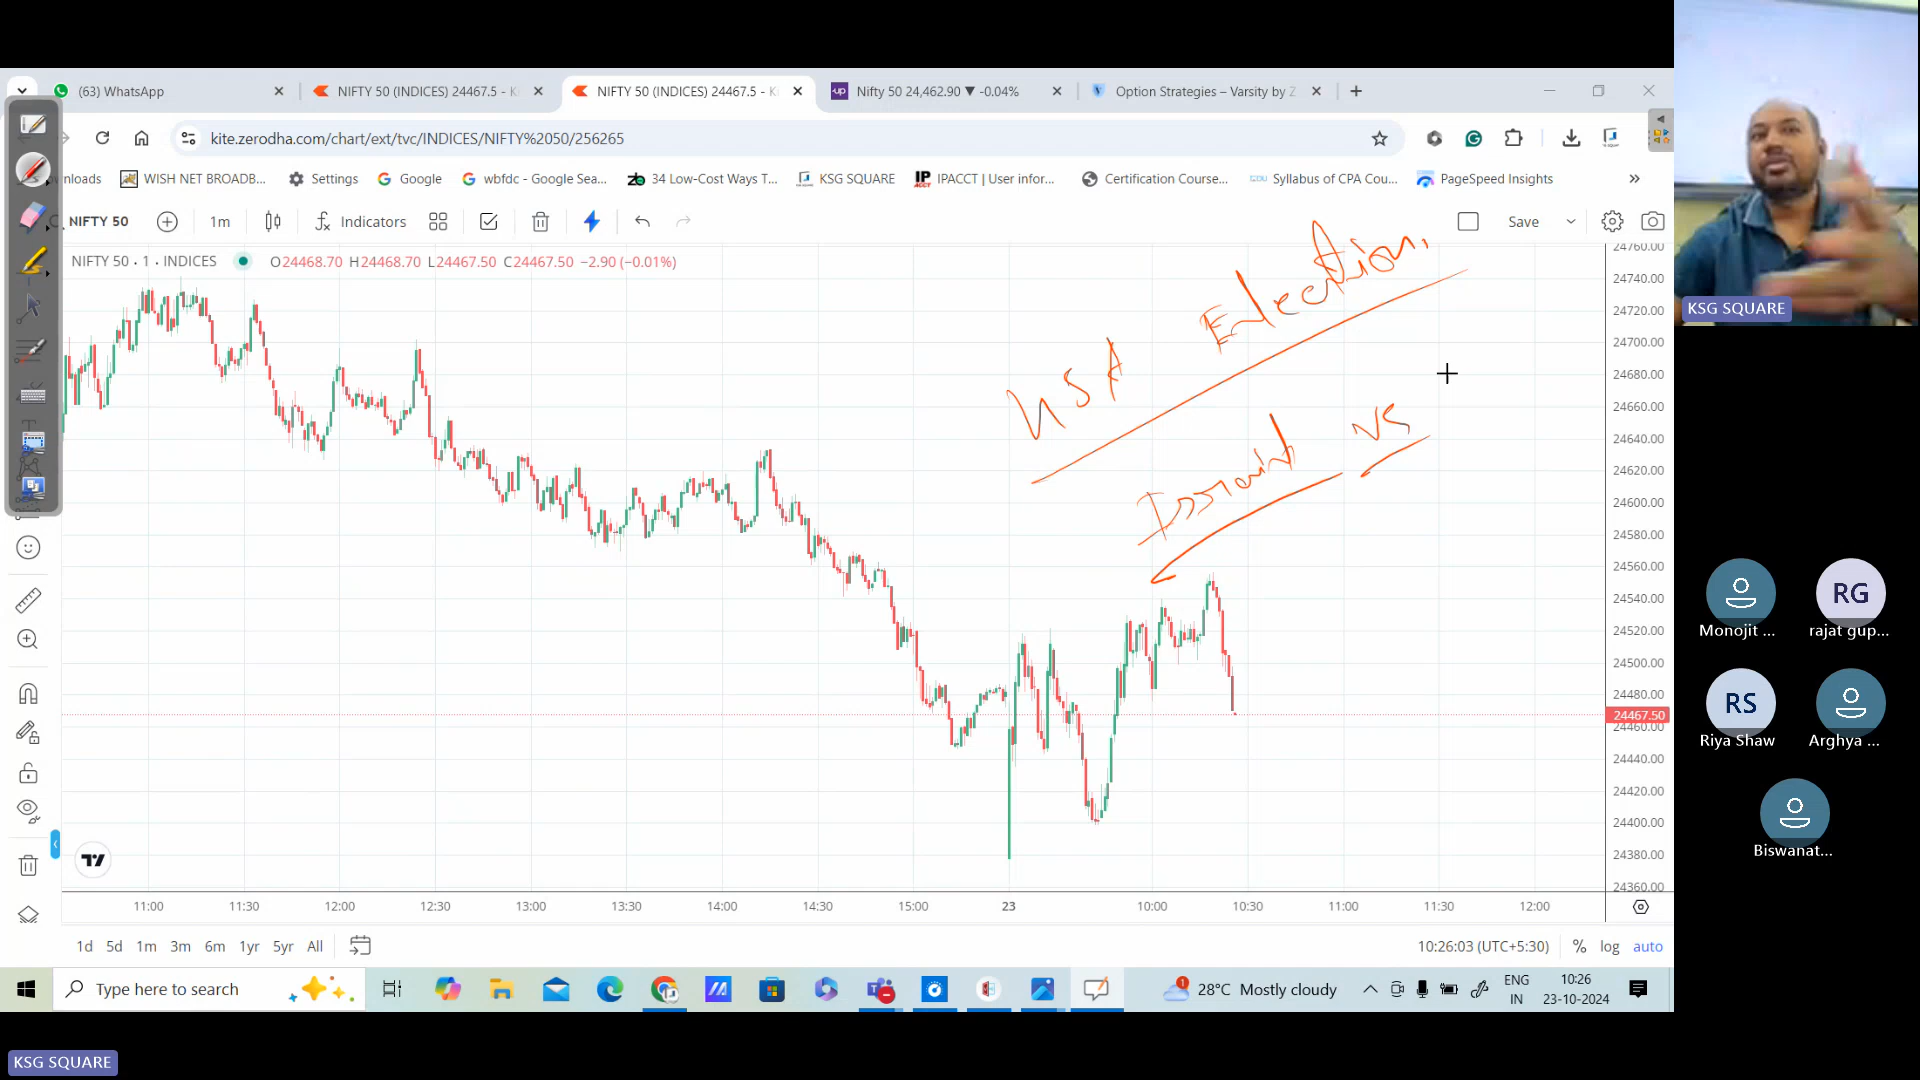 (63) WhatsApp
NIFTY 50 (INDICES) 24467.5 - K
NIFTY 50 (INDICES) 24467.5 - K
up Nifty 50 24,462.90 ▼ -0.04%
Option Strategies – Varsity by Z
kite.zerodha.com/chart/ext/tvc/INDICES/NIFTY%2050/256265
wnloads WISH NET BROADB... Settings Google wbfdc - Google Sea... 34 Low-Cost Ways T... KSG SQUARE IPACCT | User infor... Certification Course... Syllabus of CPA Cou... PageSpeed Insights »
NIFTY 50 1m Indicators Save
NIFTY 50 · 1 · INDICES O24468.70 H24468.70 L24467.50 C24467.50 −2.90 (−0.01%)
USA Election.
vs
24760.00
24740.00
24720.00
24700.00
24680.00
24660.00
24640.00
24620.00
24600.00
24580.00
24560.00
24540.00
24520.00
24500.00
24480.00
24467.50
24460.00
24440.00
24420.00
24400.00
24380.00
24360.00
11:00 11:30 12:00 12:30 13:00 13:30 14:00 14:30 15:00 23 10:00 10:30 11:00 11:30 12:00
1d 5d 1m 3m 6m 1yr 5yr All
10:26:03 (UTC+5:30) % log auto
Type here to search
28°C Mostly cloudy
ENG
IN
10:26
23-10-2024
KSG SQUARE
Monojit ...
RG
rajat gup...
RS
Riya Shaw
Arghya ...
Biswanat...
KSG SQUARE